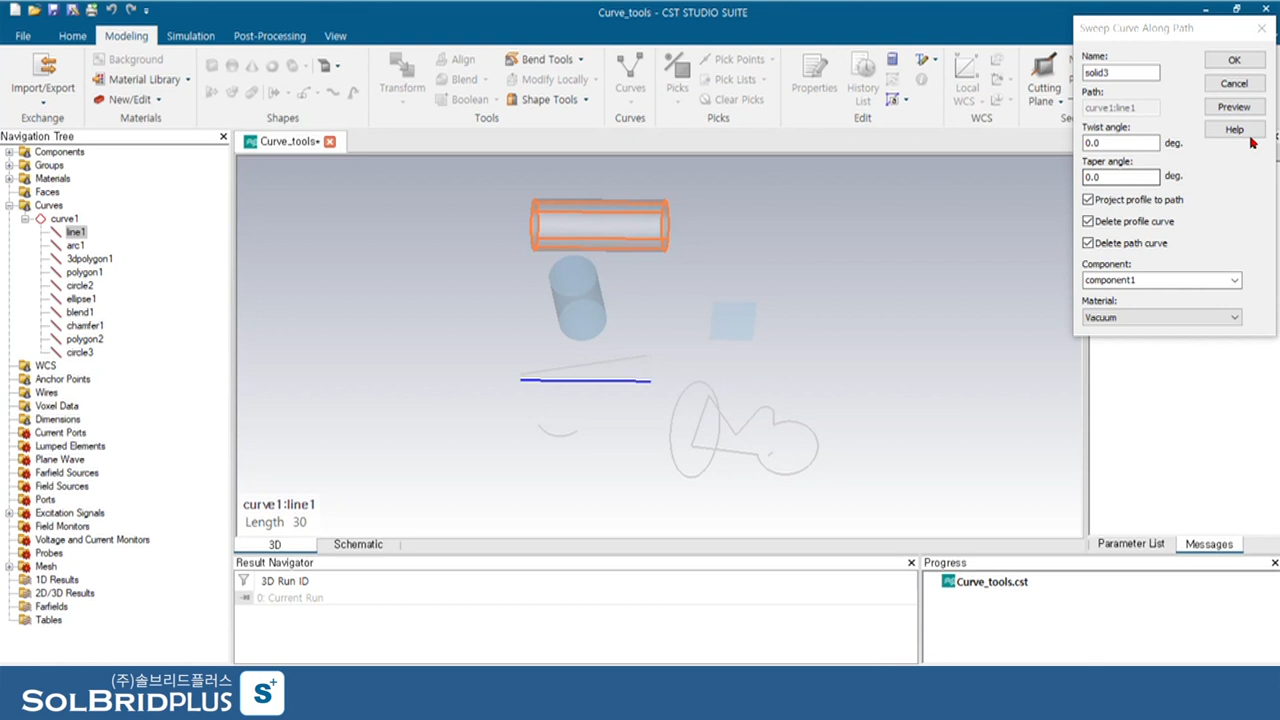 Curve_tools - CST STUDIO SUITE
File
Home
Modeling
Simulation
Post-Processing
View
Import/Export
Exchange
Background
Material Library
New/Edit
Materials
Shapes
Transform
Align
Blend
Boolean
Bend Tools
Modify Locally
Shape Tools
Tools
Curves
Curves
Picks
Pick Points
Pick Lists
Clear Picks
Picks
Properties
History
List
Edit
Local
WCS
WCS
Cutting
Plane
Sweep Curve Along Path
Name:
solid3
Path:
curve1:line1
Twist angle:
0.0
deg.
Taper angle:
0.0
deg.
Project profile to path
Delete profile curve
Delete path curve
Component:
component1
Material:
Vacuum
OK
Cancel
Preview
Help
Navigation Tree
Components
Groups
Materials
Faces
Curves
curve1
line1
arc1
3dpolygon1
polygon1
circle2
ellipse1
blend1
chamfer1
polygon2
circle3
WCS
Anchor Points
Wires
Voxel Data
Dimensions
Current Ports
Lumped Elements
Plane Wave
Farfield Sources
Field Sources
Ports
Excitation Signals
Field Monitors
Voltage and Current Monitors
Probes
Mesh
1D Results
2D/3D Results
Farfields
Tables
Curve_tools*
curve1:line1
Length 30
3D
Schematic
Parameter List
Messages
Result Navigator
3D Run ID
0: Current Run
Progress
Curve_tools.cst
(주)솔브리드플러스
SOLBRIDPLUS
S+